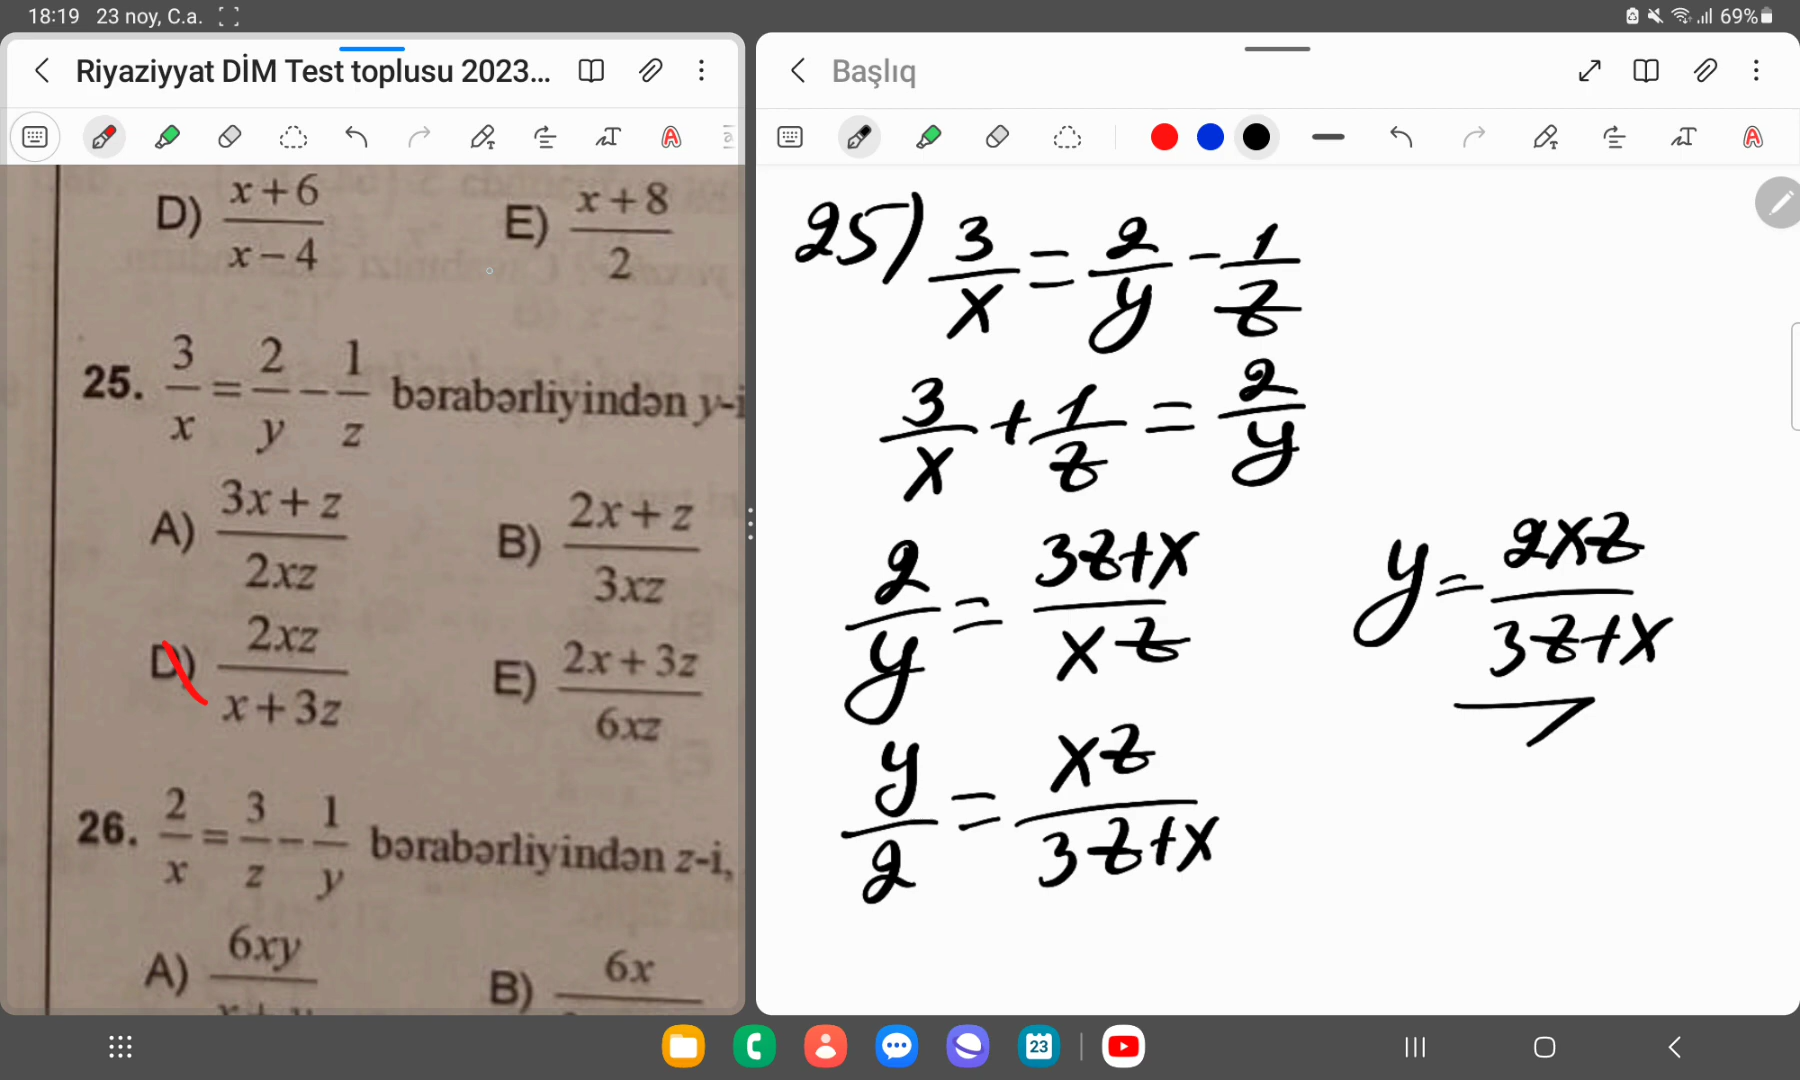 18:19 23 noy, C.a. 69%
Riyaziyyat DİM Test toplusu 2023...
D) x+6 / x−4 E) x+8 / 2
25. 3/x = 2/y − 1/z bərabərliyindən y-i
A) 3x+z / 2xz B) 2x+z / 3xz
D) 2xz / x+3z E) 2x+3z / 6xz
26. 2/x = 3/z − 1/y bərabərliyindən z-i,
A) 6xy B) 6x
Başlıq
25) 3/x = 2/y − 1/z
3/x + 1/z = 2/y
2/y = 3z+x / xz
y/2 = xz / 3z+x
y = 2xz / 3z+x
23